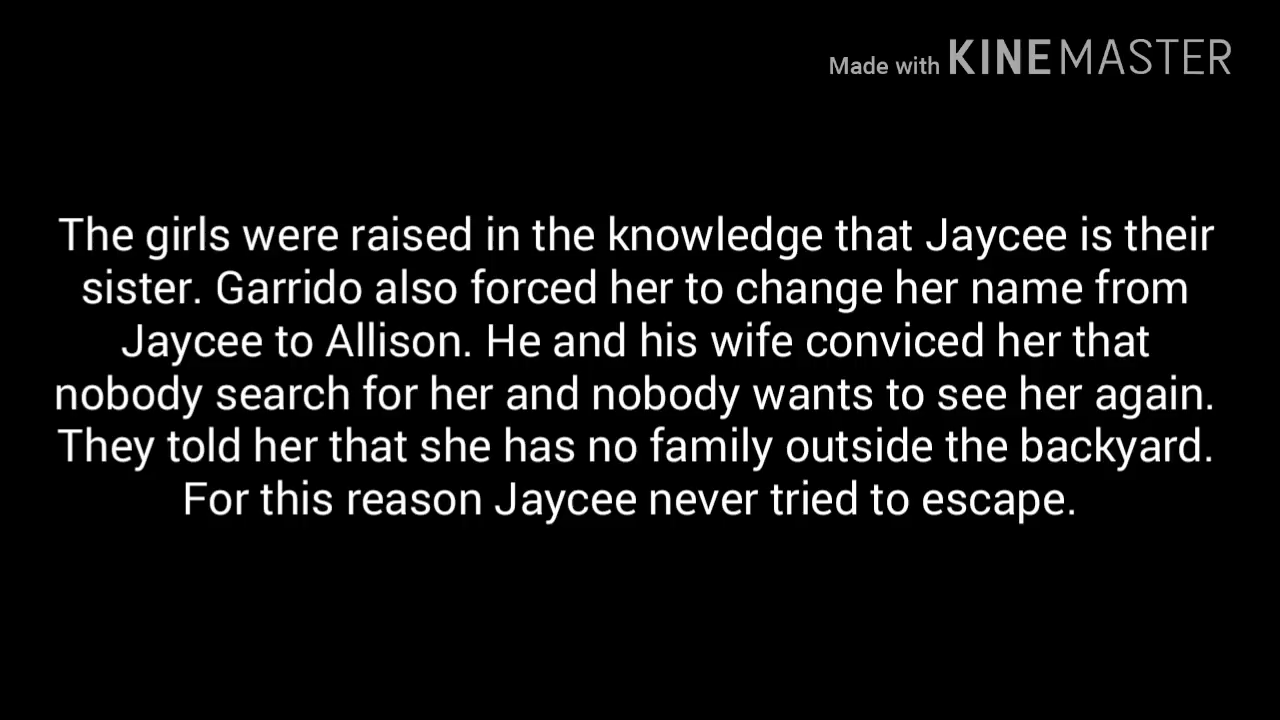 Made with KINEMASTER
The girls were raised in the knowledge that Jaycee is their
sister. Garrido also forced her to change her name from
Jaycee to Allison. He and his wife conviced her that
nobody search for her and nobody wants to see her again.
They told her that she has no family outside the backyard.
For this reason Jaycee never tried to escape.